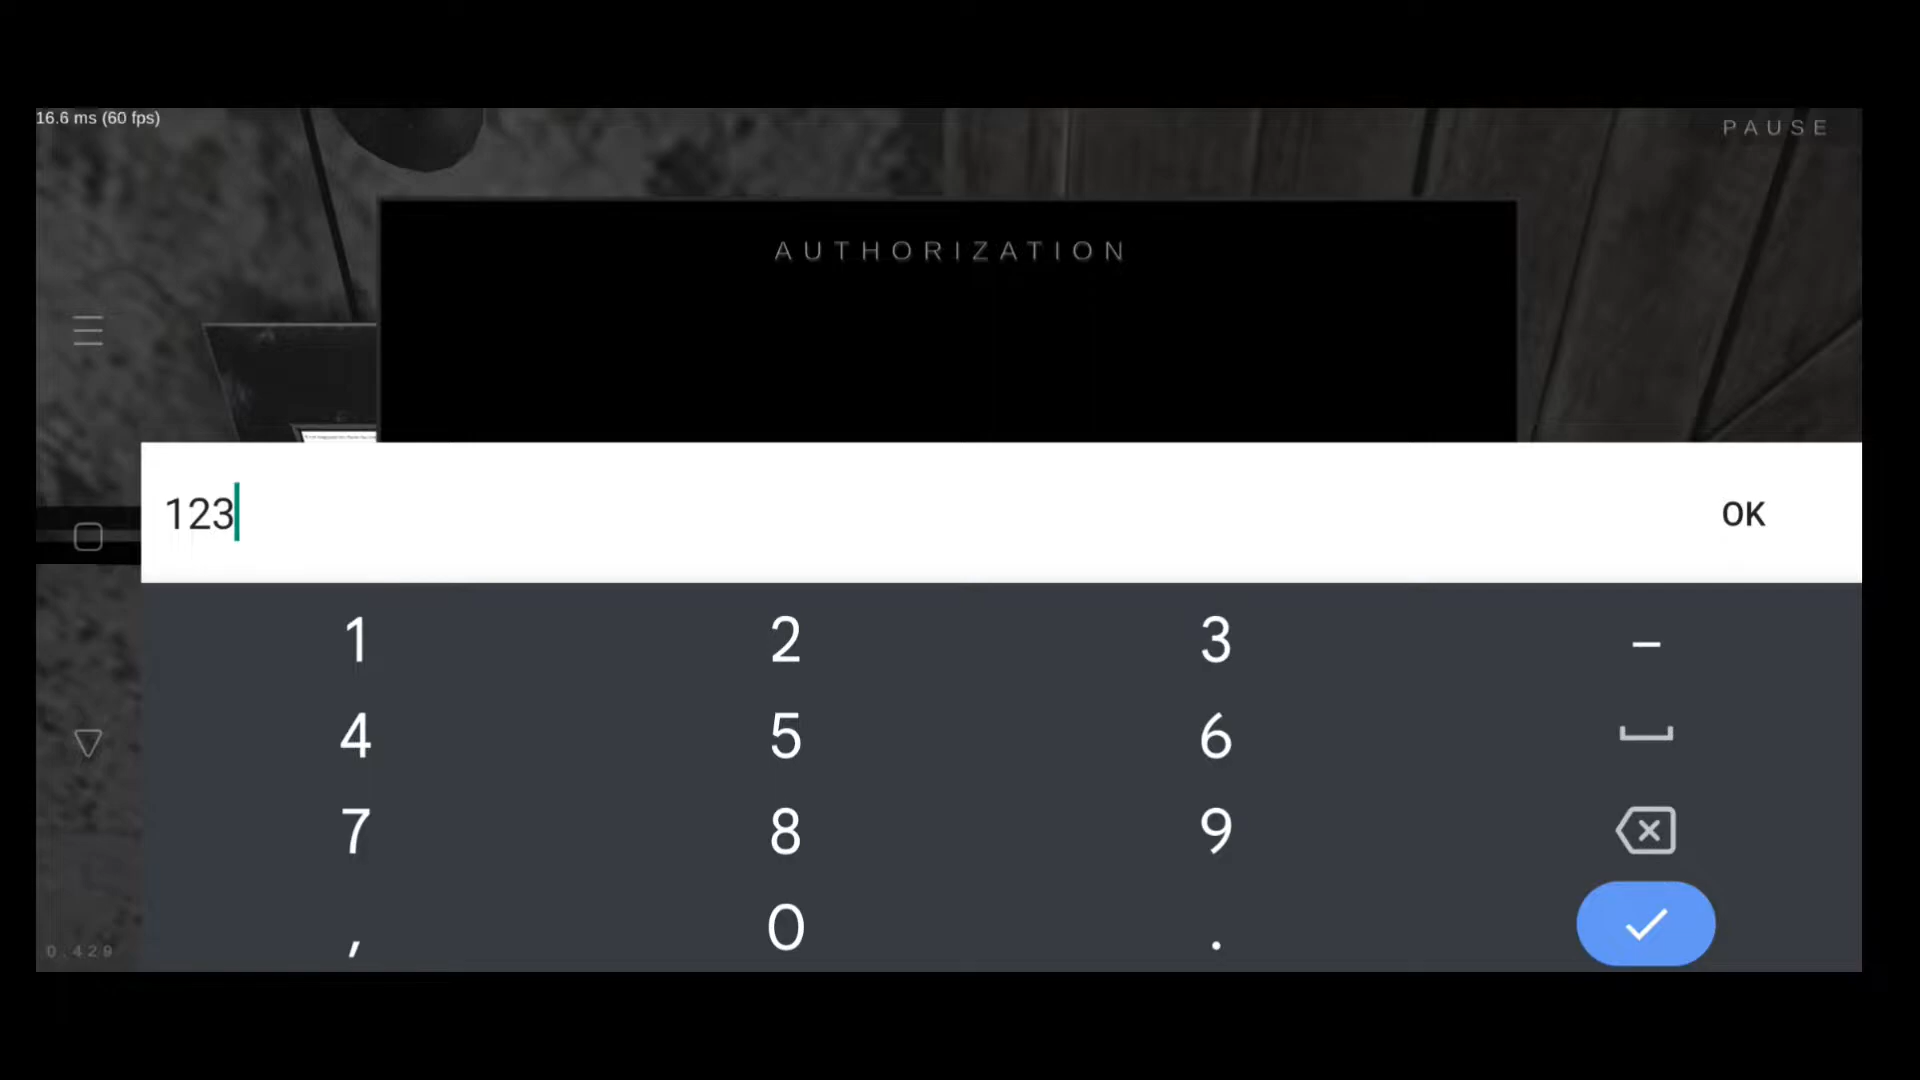 16.6 ms (60 fps)
PAUSE
AUTHORIZATION
123
OK
1 2 3 –
4 5 6
7 8 9
, 0 .
0.429